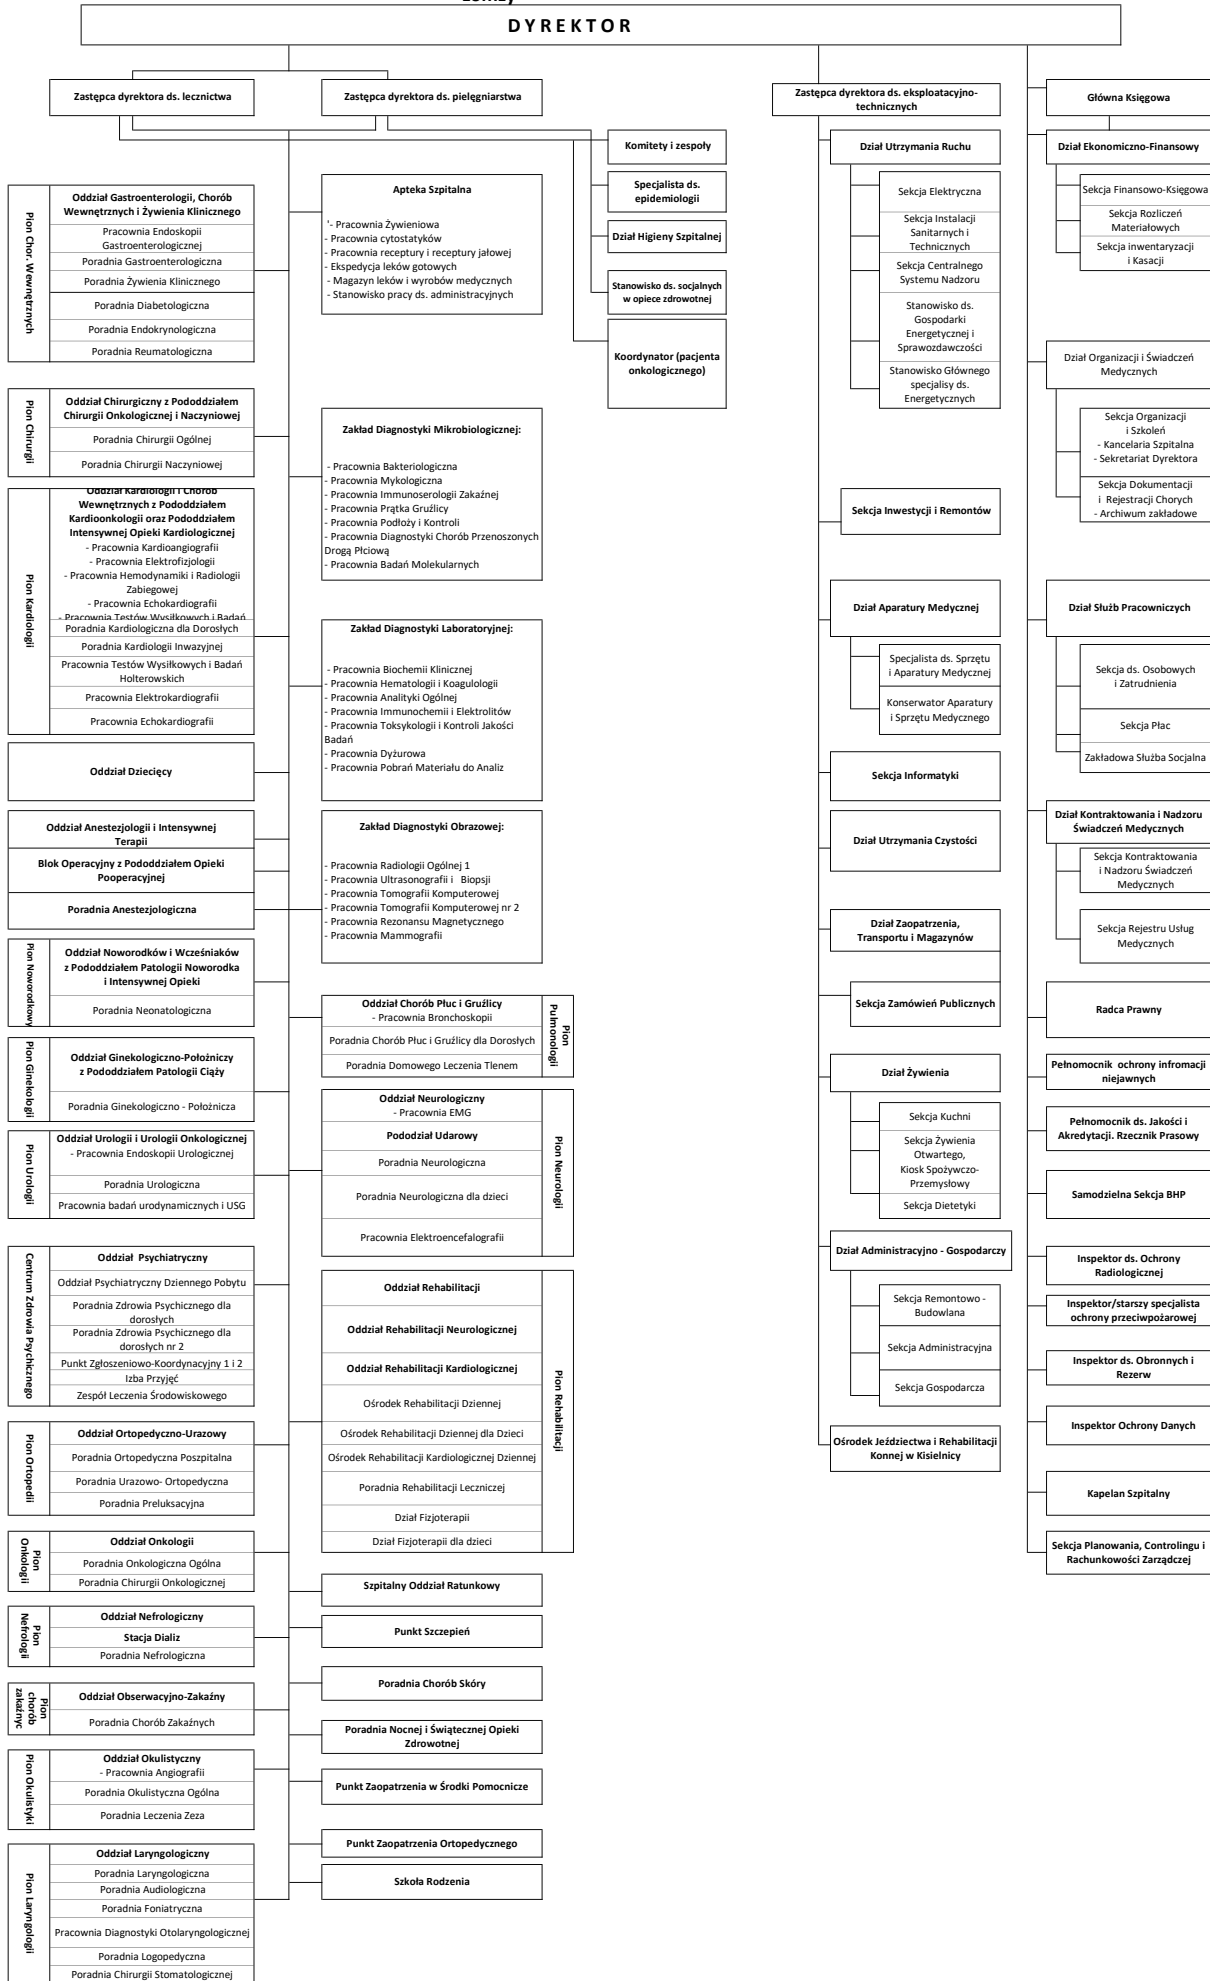 DYREKTOR
Zastępca dyrektora ds. lecznictwa
Zastępca dyrektora ds. pielęgniarstwa
Zastępca dyrektora ds. eksploatacyjno-
technicznych
Główna Księgowa
Komitety i zespoły
Specjalista ds.
epidemiologii
Dział Higieny Szpitalnej
Stanowisko ds. socjalnych
w opiece zdrowotnej
Koordynator (pacjenta
onkologicznego)
Pion Chor. Wewnętrznych
Oddział Gastroenterologii, Chorób
Wewnętrznych i Żywienia Klinicznego
Pracownia Endoskopii
Gastroenterologicznej
Poradnia Gastroenterologiczna
Poradnia Żywienia Klinicznego
Poradnia Diabetologiczna
Poradnia Endokrynologiczna
Poradnia Reumatologiczna
Pion Chirurgii
Oddział Chirurgiczny z Pododdziałem
Chirurgii Onkologicznej i Naczyniowej
Poradnia Chirurgii Ogólnej
Poradnia Chirurgii Naczyniowej
Pion Kardiologii
Oddział Kardiologii i Chorób
Wewnętrznych z Pododdziałem
Kardioonkologii oraz Pododdziałem
Intensywnej Opieki Kardiologicznej
- Pracownia Kardioangiografii
- Pracownia Elektrofizjologii
- Pracownia Hemodynamiki i Radiologii
Zabiegowej
- Pracownia Echokardiografii
- Pracownia Testów Wysiłkowych i Badań
Poradnia Kardiologiczna dla Dorosłych
Poradnia Kardiologii Inwazyjnej
Pracownia Testów Wysiłkowych i Badań
Holterowskich
Pracownia Elektrokardiografii
Pracownia Echokardiografii
Oddział Dziecięcy
Oddział Anestezjologii i Intensywnej
Terapii
Blok Operacyjny z Pododdziałem Opieki
Pooperacyjnej
Poradnia Anestezjologiczna
Pion Noworodkowy
Oddział Noworodków i Wcześniaków
z Pododdziałem Patologii Noworodka
i Intensywnej Opieki
Poradnia Neonatologiczna
Pion Ginekologii
Oddział Ginekologiczno-Położniczy
z Pododdziałem Patologii Ciąży
Poradnia Ginekologiczno - Położnicza
Pion Urologii
Oddział Urologii i Urologii Onkologicznej
- Pracownia Endoskopii Urologicznej
Poradnia Urologiczna
Pracownia badań urodynamicznych i USG
Centrum Zdrowia Psychicznego
Oddział Psychiatryczny
Oddział Psychiatryczny Dziennego Pobytu
Poradnia Zdrowia Psychicznego dla
dorosłych
Poradnia Zdrowia Psychicznego dla
dorosłych nr 2
Punkt Zgłoszeniowo-Koordynacyjny 1 i 2
Izba Przyjęć
Zespół Leczenia Środowiskowego
Pion Ortopedii
Oddział Ortopedyczno-Urazowy
Poradnia Ortopedyczna Poszpitalna
Poradnia Urazowo- Ortopedyczna
Poradnia Preluksacyjna
Pion
Onkologii
Oddział Onkologii
Poradnia Onkologiczna Ogólna
Poradnia Chirurgii Onkologicznej
Pion
Nefrologii
Oddział Nefrologiczny
Stacja Dializ
Poradnia Nefrologiczna
Pion
chorób
zakaźnyc
Oddział Obserwacyjno-Zakaźny
Poradnia Chorób Zakaźnych
Pion Okulistyki
Oddział Okulistyczny
- Pracownia Angiografii
Poradnia Okulistyczna Ogólna
Poradnia Leczenia Zeza
Pion Laryngologii
Oddział Laryngologiczny
Poradnia Laryngologiczna
Poradnia Audiologiczna
Poradnia Foniatryczna
Pracownia Diagnostyki Otolaryngologicznej
Poradnia Logopedyczna
Poradnia Chirurgii Stomatologicznej
Apteka Szpitalna
'- Pracownia Żywieniowa
- Pracownia cytostatyków
- Pracownia receptury i receptury jałowej
- Ekspedycja leków gotowych
- Magazyn leków i wyrobów medycznych
- Stanowisko pracy ds. administracyjnych
Zakład Diagnostyki Mikrobiologicznej:
- Pracownia Bakteriologiczna
- Pracownia Mykologiczna
- Pracownia Immunoserologii Zakaźnej
- Pracownia Prątka Gruźlicy
- Pracownia Podłoży i Kontroli
- Pracownia Diagnostyki Chorób Przenoszonych
Drogą Płciową
- Pracownia Badań Molekularnych
Zakład Diagnostyki Laboratoryjnej:
- Pracownia Biochemii Klinicznej
- Pracownia Hematologii i Koagulologii
- Pracownia Analityki Ogólnej
- Pracownia Immunochemii i Elektrolitów
- Pracownia Toksykologii i Kontroli Jakości
Badań
- Pracownia Dyżurowa
- Pracownia Pobrań Materiału do Analiz
Zakład Diagnostyki Obrazowej:
- Pracownia Radiologii Ogólnej 1
- Pracownia Ultrasonografii i Biopsji
- Pracownia Tomografii Komputerowej
- Pracownia Tomografii Komputerowej nr 2
- Pracownia Rezonansu Magnetycznego
- Pracownia Mammografii
Oddział Chorób Płuc i Gruźlicy
- Pracownia Bronchoskopii
Poradnia Chorób Płuc i Gruźlicy dla Dorosłych
Poradnia Domowego Leczenia Tlenem
Pion
Pulmonologii
Oddział Neurologiczny
- Pracownia EMG
Pododział Udarowy
Poradnia Neurologiczna
Poradnia Neurologiczna dla dzieci
Pracownia Elektroencefalografii
Pion Neurologii
Oddział Rehabilitacji
Oddział Rehabilitacji Neurologicznej
Oddział Rehabilitacji Kardiologicznej
Ośrodek Rehabilitacji Dziennej
Ośrodek Rehabilitacji Dziennej dla Dzieci
Ośrodek Rehabilitacji Kardiologicznej Dziennej
Poradnia Rehabilitacji Leczniczej
Dział Fizjoterapii
Dział Fizjoterapii dla dzieci
Pion Rehabilitacji
Szpitalny Oddział Ratunkowy
Punkt Szczepień
Poradnia Chorób Skóry
Poradnia Nocnej i Świątecznej Opieki
Zdrowotnej
Punkt Zaopatrzenia w Środki Pomocnicze
Punkt Zaopatrzenia Ortopedycznego
Szkoła Rodzenia
Dział Utrzymania Ruchu
Sekcja Elektryczna
Sekcja Instalacji
Sanitarnych i
Technicznych
Sekcja Centralnego
Systemu Nadzoru
Stanowisko ds.
Gospodarki
Energetycznej i
Sprawozdawczości
Stanowisko Głównego
specjalisy ds.
Energetycznych
Sekcja Inwestycji i Remontów
Dział Aparatury Medycznej
Specjalista ds. Sprzętu
i Aparatury Medycznej
Konserwator Aparatury
i Sprzętu Medycznego
Sekcja Informatyki
Dział Utrzymania Czystości
Dział Zaopatrzenia,
Transportu i Magazynów
Sekcja Zamówień Publicznych
Dział Żywienia
Sekcja Kuchni
Sekcja Żywienia
Otwartego,
Kiosk Spożywczo-
Przemysłowy
Sekcja Dietetyki
Dział Administracyjno - Gospodarczy
Sekcja Remontowo -
Budowlana
Sekcja Administracyjna
Sekcja Gospodarcza
Ośrodek Jeździectwa i Rehabilitacji
Konnej w Kisielnicy
Dział Ekonomiczno-Finansowy
Sekcja Finansowo-Księgowa
Sekcja Rozliczeń
Materiałowych
Sekcja inwentaryzacji
i Kasacji
Dział Organizacji i Świadczeń
Medycznych
Sekcja Organizacji
i Szkoleń
- Kancelaria Szpitalna
- Sekretariat Dyrektora
Sekcja Dokumentacji
i Rejestracji Chorych
- Archiwum zakładowe
Dział Służb Pracowniczych
Sekcja ds. Osobowych
i Zatrudnienia
Sekcja Płac
Zakładowa Służba Socjalna
Dział Kontraktowania i Nadzoru
Świadczeń Medycznych
Sekcja Kontraktowania
i Nadzoru Świadczeń
Medycznych
Sekcja Rejestru Usług
Medycznych
Radca Prawny
Pełnomocnik ochrony infromacji
niejawnych
Pełnomocnik ds. Jakości i
Akredytacji. Rzecznik Prasowy
Samodzielna Sekcja BHP
Inspektor ds. Ochrony
Radiologicznej
Inspektor/starszy specjalista
ochrony przeciwpożarowej
Inspektor ds. Obronnych i
Rezerw
Inspektor Ochrony Danych
Kapelan Szpitalny
Sekcja Planowania, Controlingu i
Rachunkowości Zarządczej